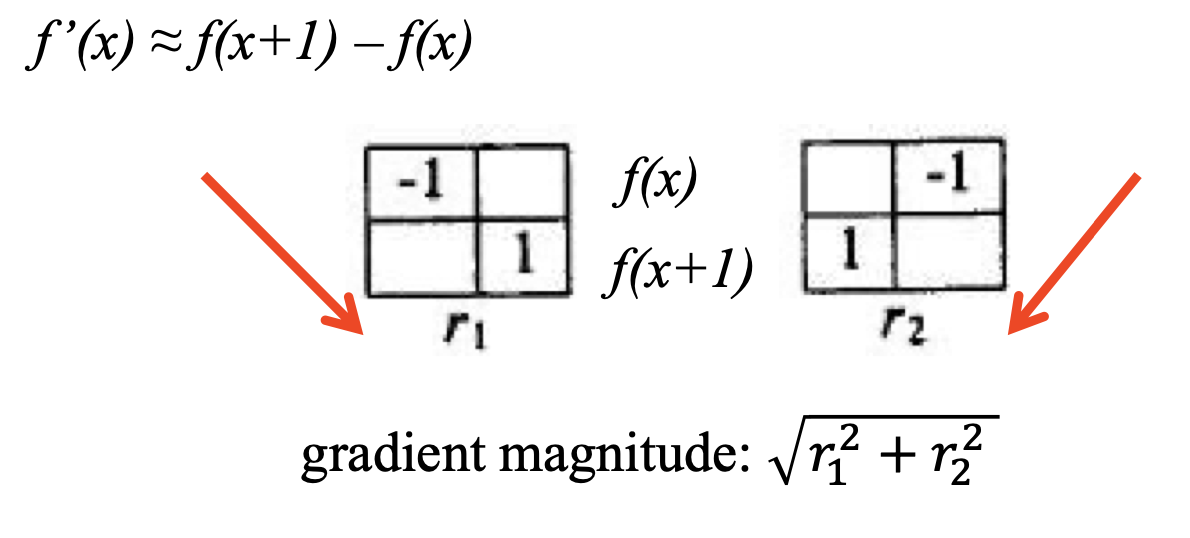 f’(x) ≈ f(x+1) – f(x)
-1 f(x) -1
1 f(x+1) 1
r₁ r₂
gradient magnitude: √(r₁² + r₂²)